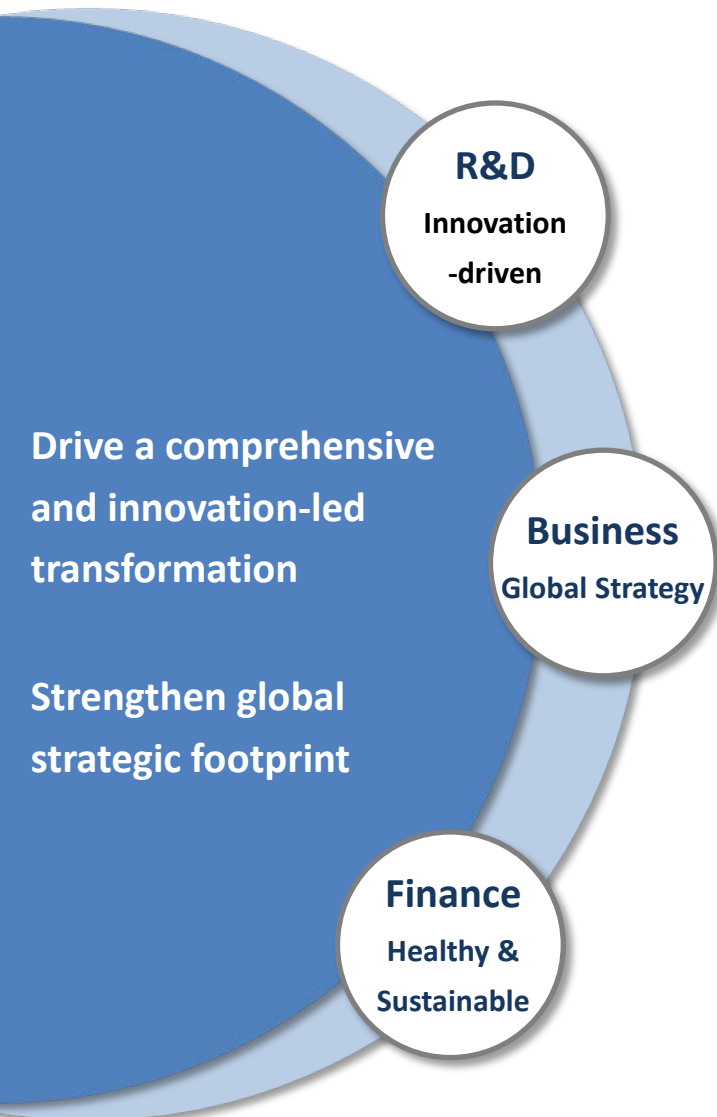 R&D
Innovation
-driven
Drive a comprehensive
and innovation-led
transformation
Business
Global Strategy
Strengthen global
strategic footprint
Finance
Healthy &
Sustainable